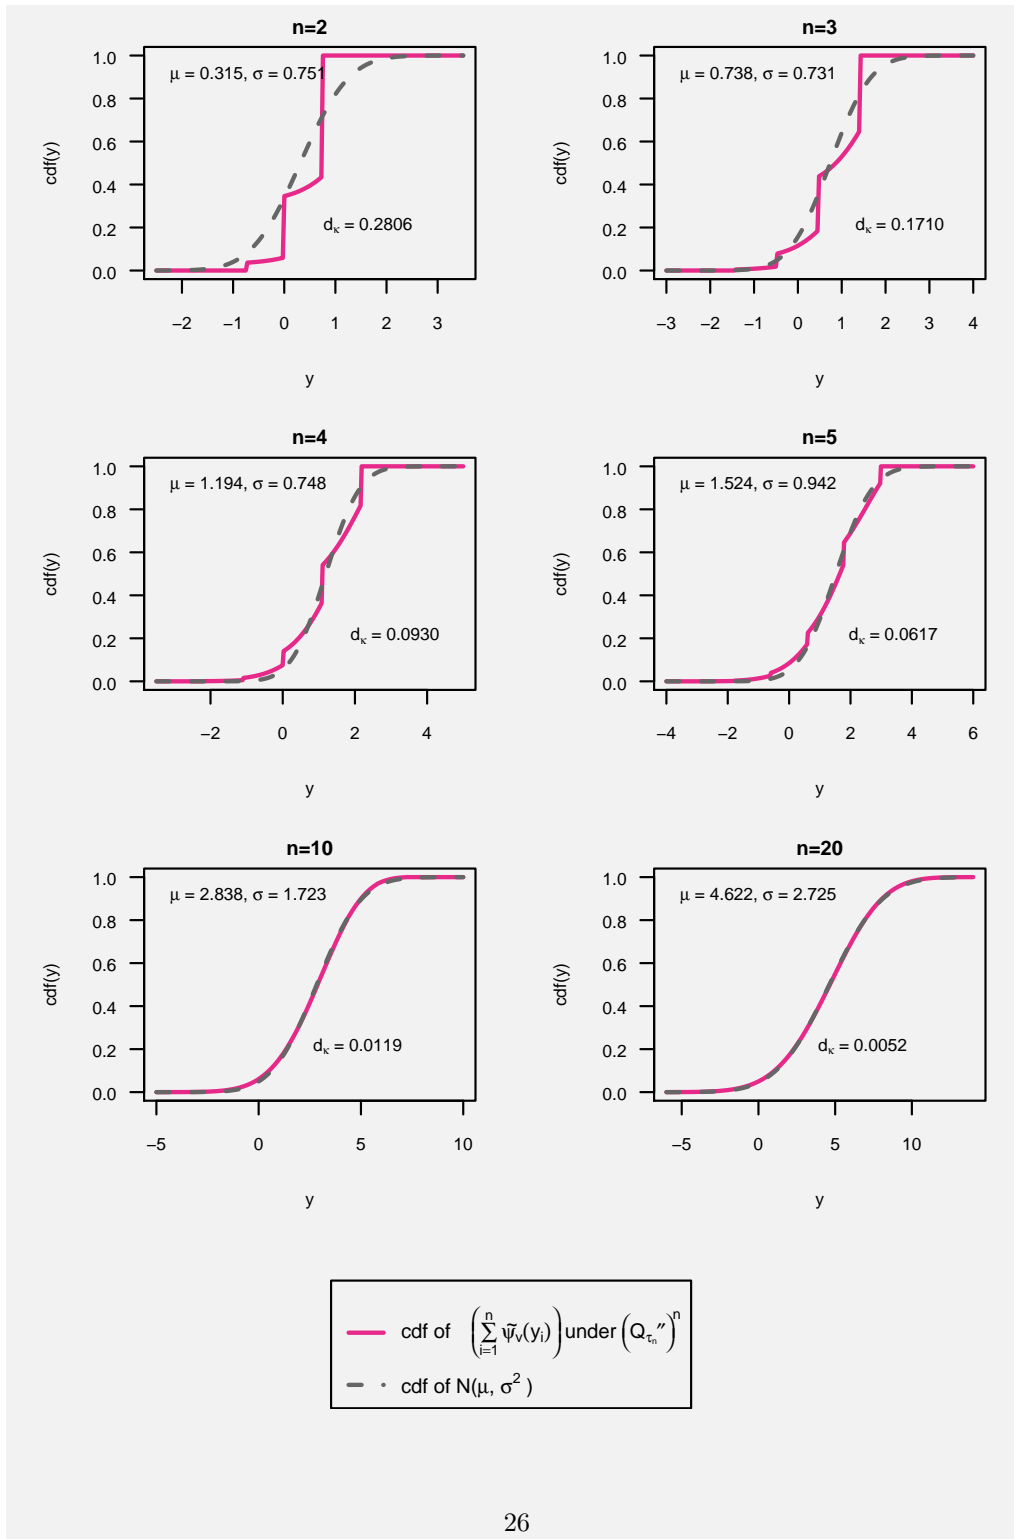 n=2
μ = 0.315, σ = 0.751
cdf(y)
1.0
0.8
0.6
0.4
0.2
0.0
dκ = 0.2806
−2 −1 0 1 2 3
y
n=3
μ = 0.738, σ = 0.731
cdf(y)
1.0
0.8
0.6
0.4
0.2
0.0
dκ = 0.1710
−3 −2 −1 0 1 2 3 4
y
n=4
μ = 1.194, σ = 0.748
cdf(y)
1.0
0.8
0.6
0.4
0.2
0.0
dκ = 0.0930
−2 0 2 4
y
n=5
μ = 1.524, σ = 0.942
cdf(y)
1.0
0.8
0.6
0.4
0.2
0.0
dκ = 0.0617
−4 −2 0 2 4 6
y
n=10
μ = 2.838, σ = 1.723
cdf(y)
1.0
0.8
0.6
0.4
0.2
0.0
dκ = 0.0119
−5 0 5 10
y
n=20
μ = 4.622, σ = 2.725
cdf(y)
1.0
0.8
0.6
0.4
0.2
0.0
dκ = 0.0052
−5 0 5 10
y
cdf of (∑_{i=1}^{n} ψ̃_v(y_i)) under (Q_{τ_n}″)^n
cdf of N(μ, σ² )
26